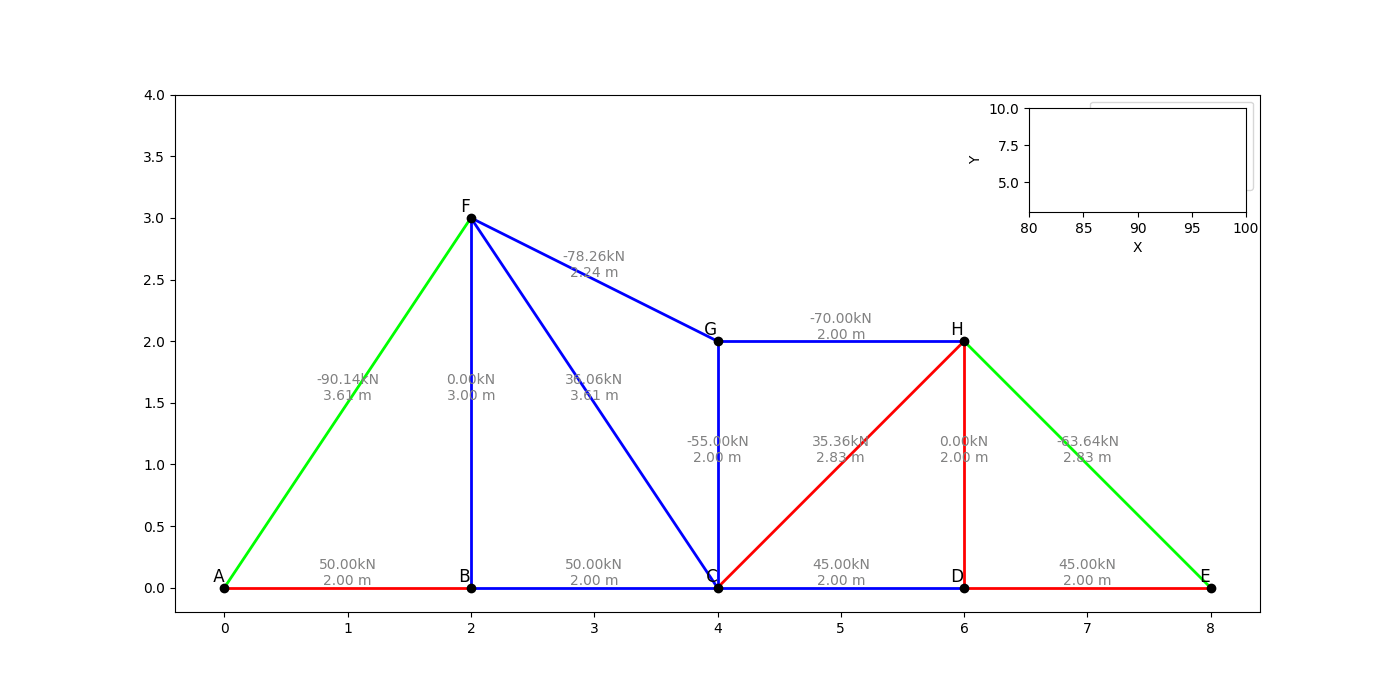 4.0
10.0
3.5
7.5
Y
5.0
F
3.0
80 85 90 95 100
X
-78.26kN
2.24 m
2.5
-70.00kN
2.00 m
G
H
2.0
-90.14kN
3.61 m
0.00kN
3.00 m
36.06kN
3.61 m
1.5
-55.00kN
2.00 m
35.36kN
2.83 m
0.00kN
2.00 m
-63.64kN
2.83 m
1.0
0.5
50.00kN
2.00 m
50.00kN
2.00 m
45.00kN
2.00 m
45.00kN
2.00 m
A
B
C
D
E
0.0
0 1 2 3 4 5 6 7 8